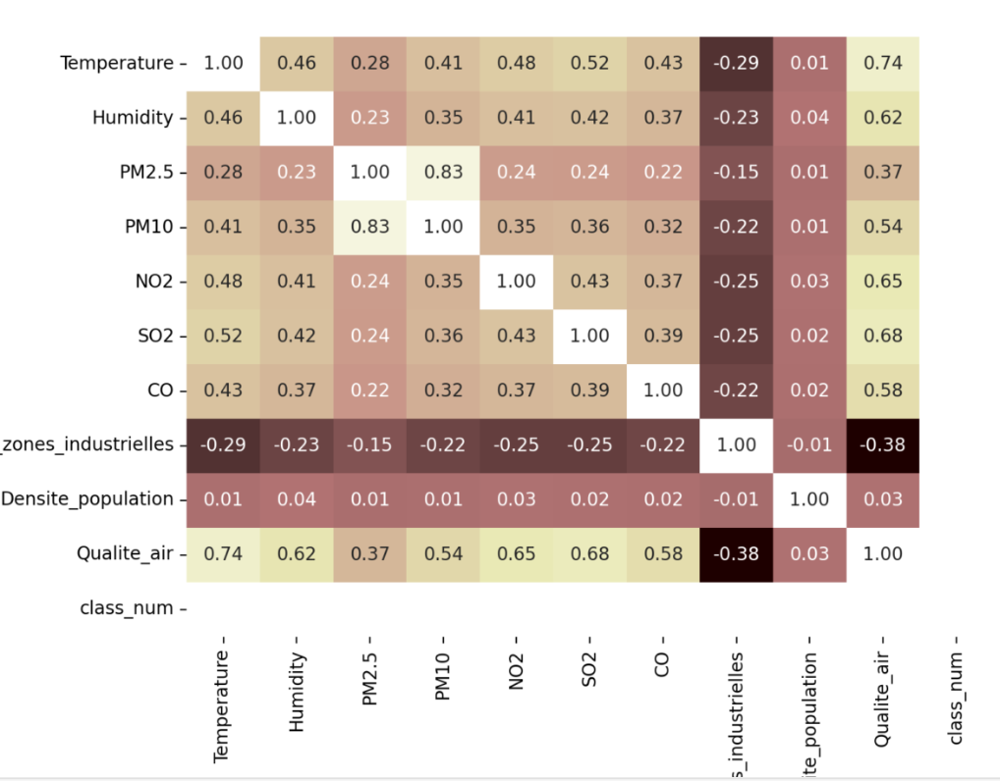 Temperature 1.00 0.46 0.28 0.41 0.48 0.52 0.43 -0.29 0.01 0.74
Humidity 0.46 1.00 0.23 0.35 0.41 0.42 0.37 -0.23 0.04 0.62
PM2.5 0.28 0.23 1.00 0.83 0.24 0.24 0.22 -0.15 0.01 0.37
PM10 0.41 0.35 0.83 1.00 0.35 0.36 0.32 -0.22 0.01 0.54
NO2 0.48 0.41 0.24 0.35 1.00 0.43 0.37 -0.25 0.03 0.65
SO2 0.52 0.42 0.24 0.36 0.43 1.00 0.39 -0.25 0.02 0.68
CO 0.43 0.37 0.22 0.32 0.37 0.39 1.00 -0.22 0.02 0.58
_zones_industrielles -0.29 -0.23 -0.15 -0.22 -0.25 -0.25 -0.22 1.00 -0.01 -0.38
Densite_population 0.01 0.04 0.01 0.01 0.03 0.02 0.02 -0.01 1.00 0.03
Qualite_air 0.74 0.62 0.37 0.54 0.65 0.68 0.58 -0.38 0.03 1.00
class_num
Temperature
Humidity
PM2.5
PM10
NO2
SO2
CO
s_industrielles
ite_population
Qualite_air
class_num